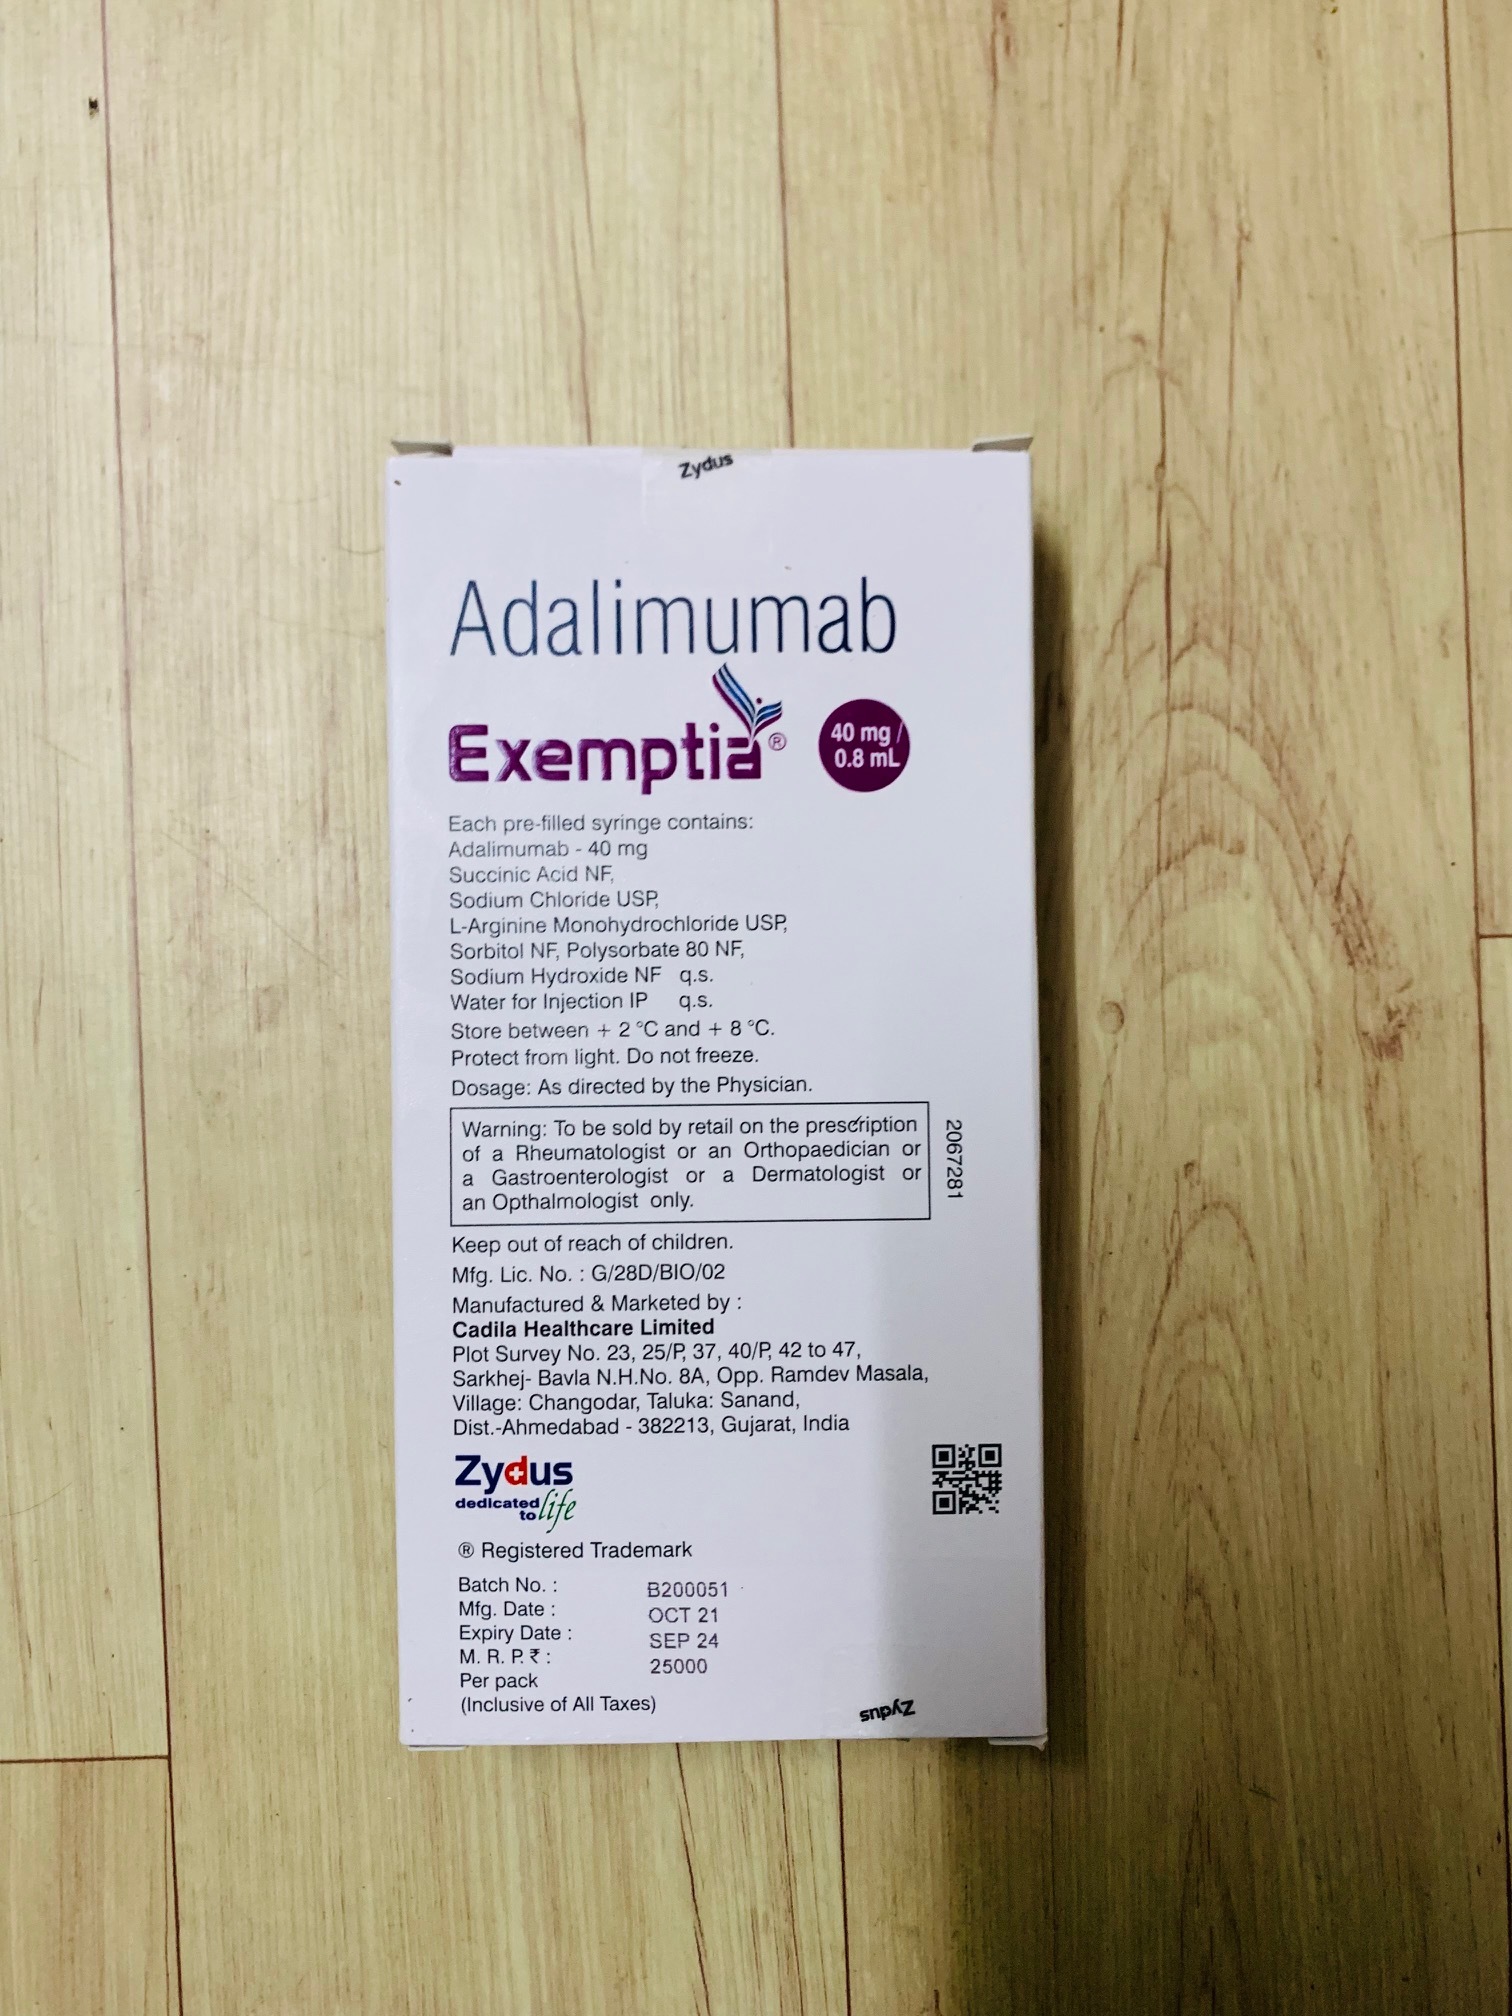 Zydus
Adalimumab
Exemptia®
40 mg /
0.8 mL
Each pre-filled syringe contains:
Adalimumab - 40 mg
Succinic Acid NF,
Sodium Chloride USP,
L-Arginine Monohydrochloride USP,
Sorbitol NF, Polysorbate 80 NF,
Sodium Hydroxide NF q.s.
Water for Injection IP q.s.
Store between + 2 °C and + 8 °C.
Protect from light. Do not freeze.
Dosage: As directed by the Physician.
Warning: To be sold by retail on the prescription
of a Rheumatologist or an Orthopaedician or
a Gastroenterologist or a Dermatologist or
an Opthalmologist only.
2067281
Keep out of reach of children.
Mfg. Lic. No. : G/28D/BIO/02
Manufactured & Marketed by :
Cadila Healthcare Limited
Plot Survey No. 23, 25/P, 37, 40/P, 42 to 47,
Sarkhej- Bavla N.H.No. 8A, Opp. Ramdev Masala,
Village: Changodar, Taluka: Sanand,
Dist.-Ahmedabad - 382213, Gujarat, India
Zydus
dedicated
to life
® Registered Trademark
Batch No. : B200051
Mfg. Date : OCT 21
Expiry Date : SEP 24
M. R. P. ₹ : 25000
Per pack
(Inclusive of All Taxes)
Zydus